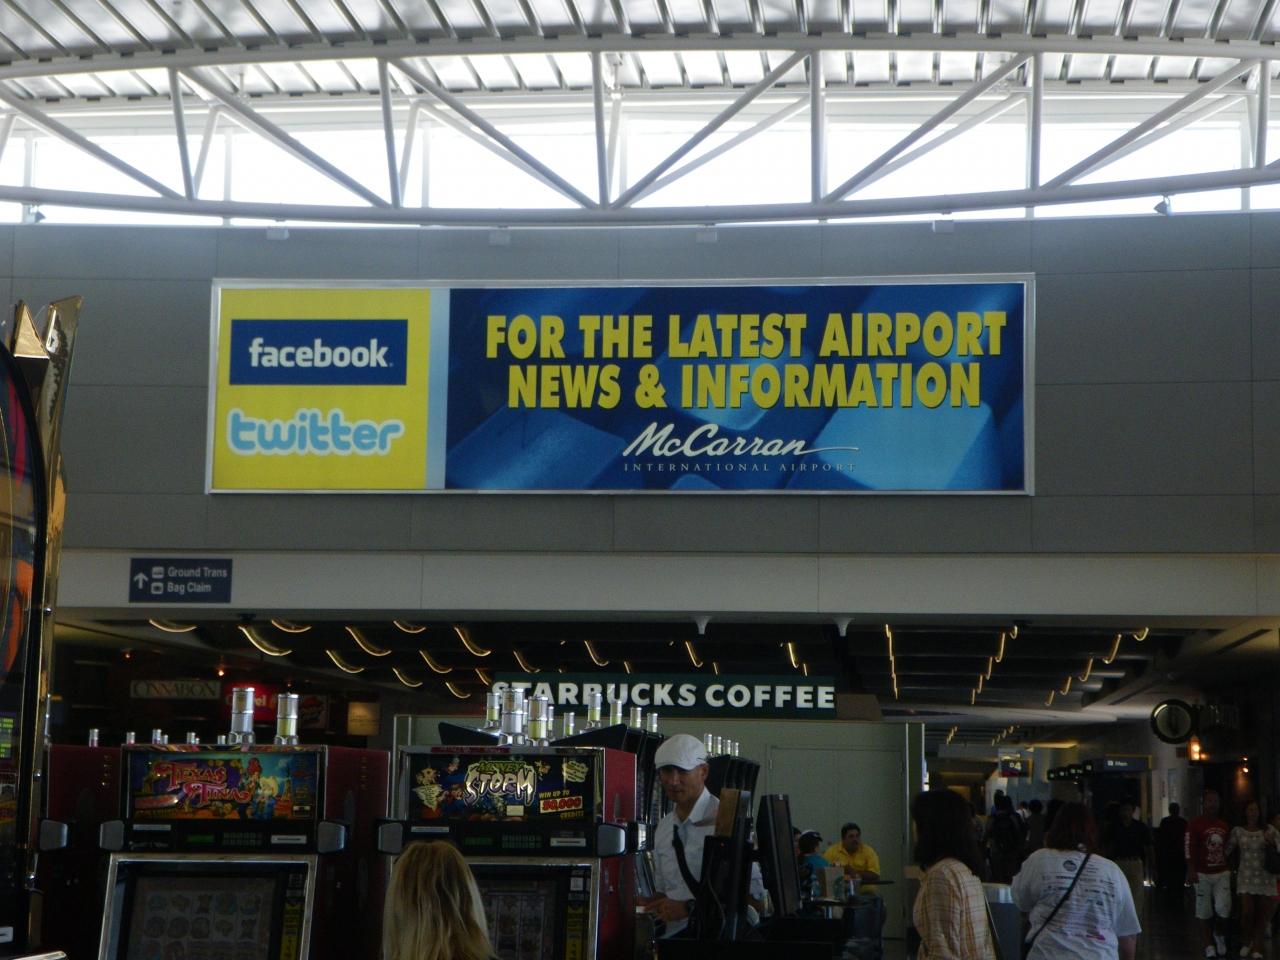 facebook
twitter
FOR THE LATEST AIRPORT
NEWS & INFORMATION
McCarran
INTERNATIONAL AIRPORT
Ground Trans
Bag Claim
STARBUCKS COFFEE
CINNABON
TEXAS
TINA
MONEY
STORM
WIN UP TO
50,000
CREDITS